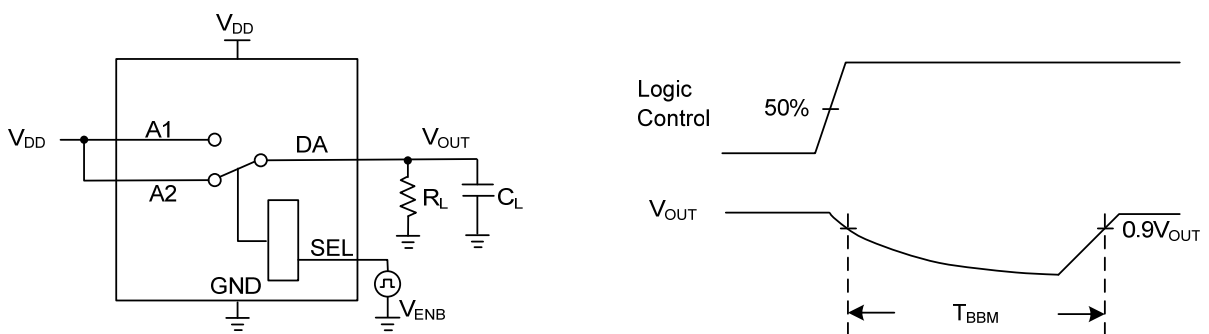 V_DD
V_DD
A1
A2
DA
V_OUT
R_L
C_L
SEL
GND
V_ENB
Logic
Control
50%
V_OUT
0.9V_OUT
T_BBM